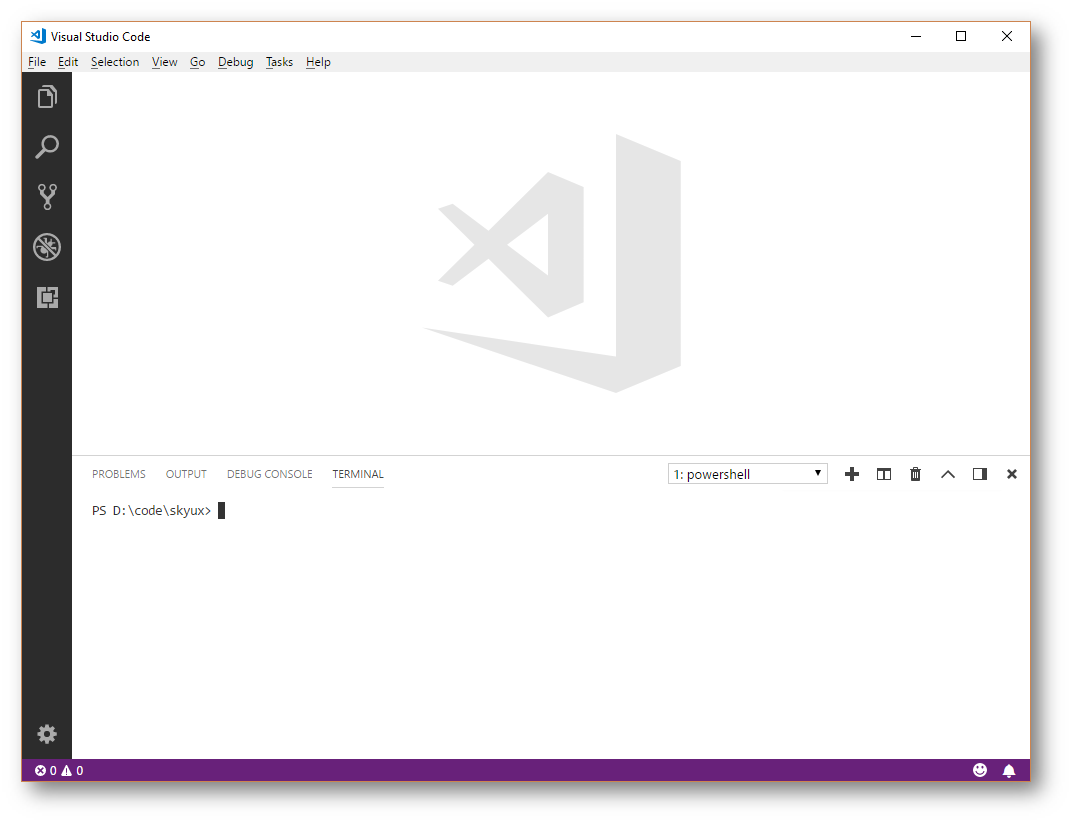 Visual Studio Code
File Edit Selection View Go Debug Tasks Help
PROBLEMS OUTPUT DEBUG CONSOLE TERMINAL 1: powershell
PS D:\code\skyux>
0 0